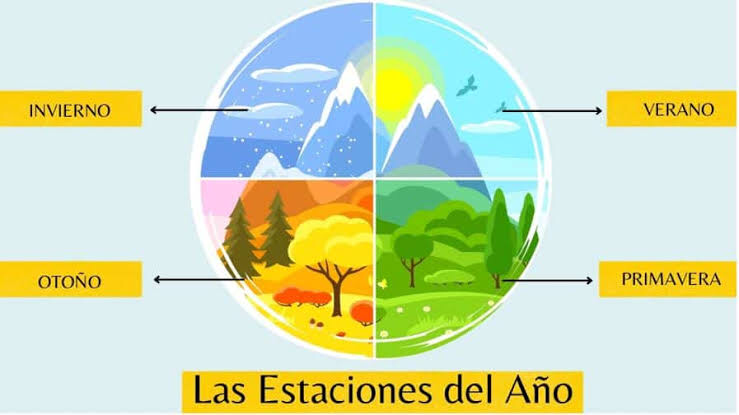 INVIERNO
VERANO
OTOÑO
PRIMAVERA
Las Estaciones del Año